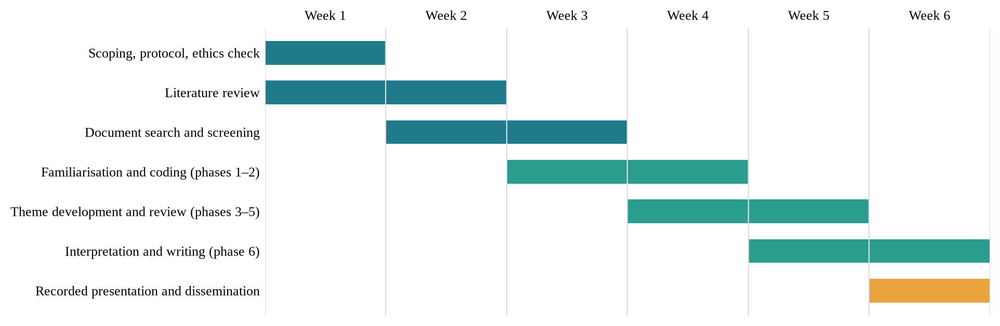 Week 1 Week 2 Week 3 Week 4 Week 5 Week 6
Scoping, protocol, ethics check
Literature review
Document search and screening
Familiarisation and coding (phases 1–2)
Theme development and review (phases 3–5)
Interpretation and writing (phase 6)
Recorded presentation and dissemination